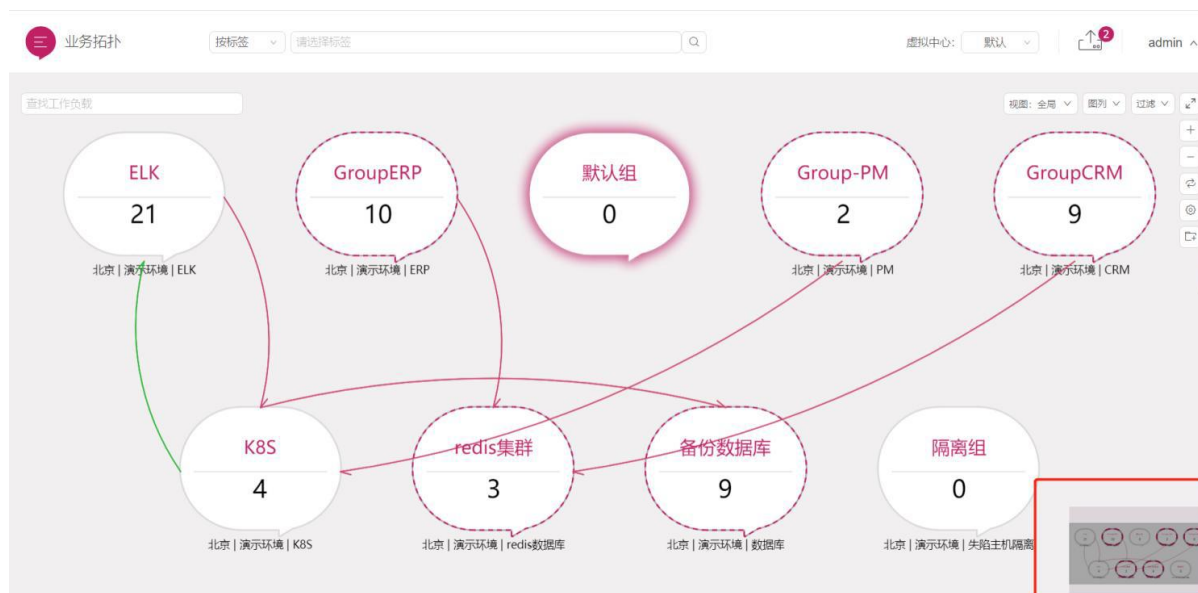 业务拓扑 按标签 请选择标签 虚拟中心: 默认 2 admin
查找工作负载 视图: 全局 图列 过滤
ELK GroupERP 默认组 Group-PM GroupCRM
21 10 0 2 9
北京 | 演示环境 | ELK 北京 | 演示环境 | ERP 北京 | 演示环境 | PM 北京 | 演示环境 | CRM
K8S redis集群 备份数据库 隔离组
4 3 9 0
北京 | 演示环境 | K8S 北京 | 演示环境 | redis数据库 北京 | 演示环境 | 数据库 北京 | 演示环境 | 失陷主机隔离